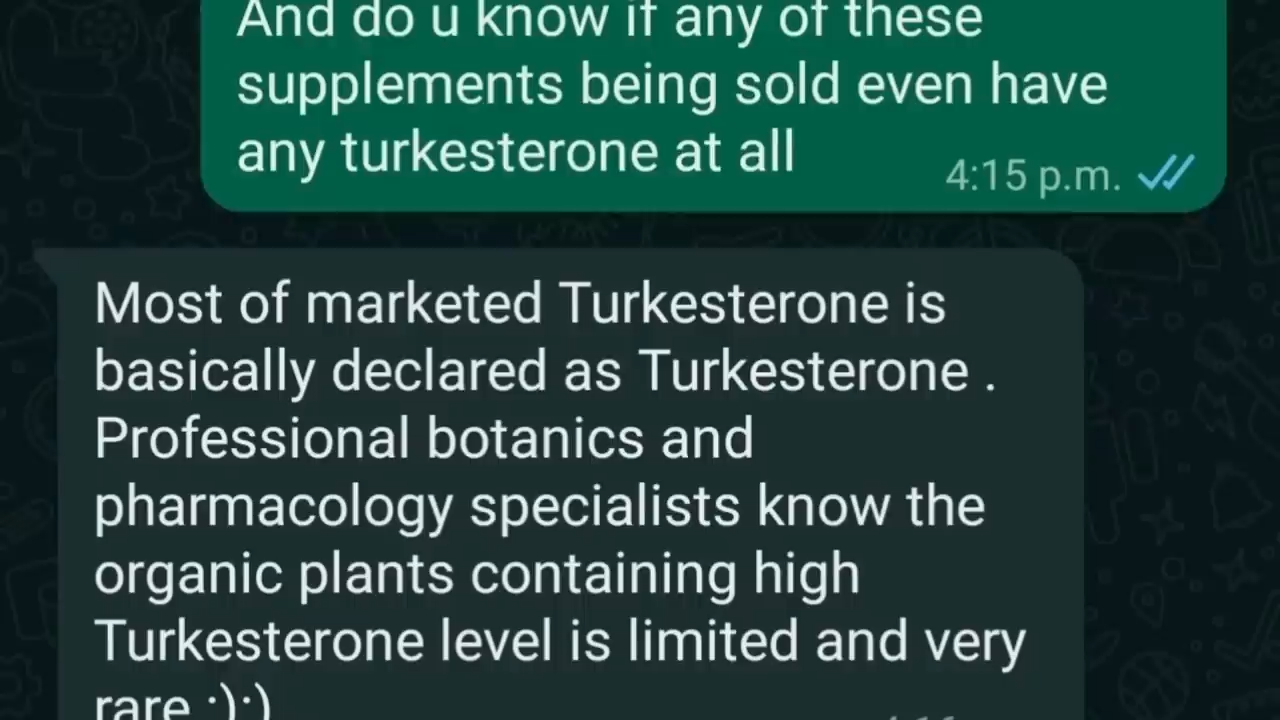 And do u know if any of these
supplements being sold even have
any turkesterone at all
4:15 p.m.
Most of marketed Turkesterone is
basically declared as Turkesterone .
Professional botanics and
pharmacology specialists know the
organic plants containing high
Turkesterone level is limited and very
rare :):)